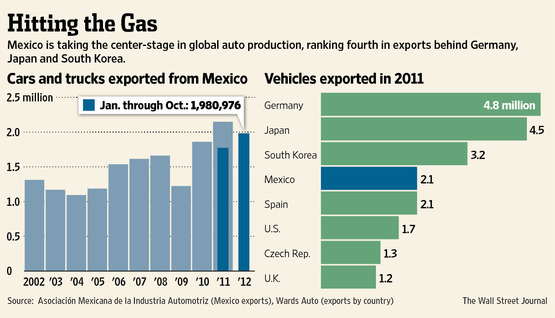 Hitting the Gas
Mexico is taking the center-stage in global auto production, ranking fourth in exports behind Germany,
Japan and South Korea.
Cars and trucks exported from Mexico
2.5 million
Jan. through Oct.: 1,980,976
2.0
1.5
1.0
0.5
0
2002 '03 '04 '05 '06 '07 '08 '09 '10 '11 '12
Vehicles exported in 2011
Germany 4.8 million
Japan 4.5
South Korea 3.2
Mexico 2.1
Spain 2.1
U.S. 1.7
Czech Rep. 1.3
U.K. 1.2
Source: Asociación Mexicana de la Industria Automotriz (Mexico exports), Wards Auto (exports by country)
The Wall Street Journal